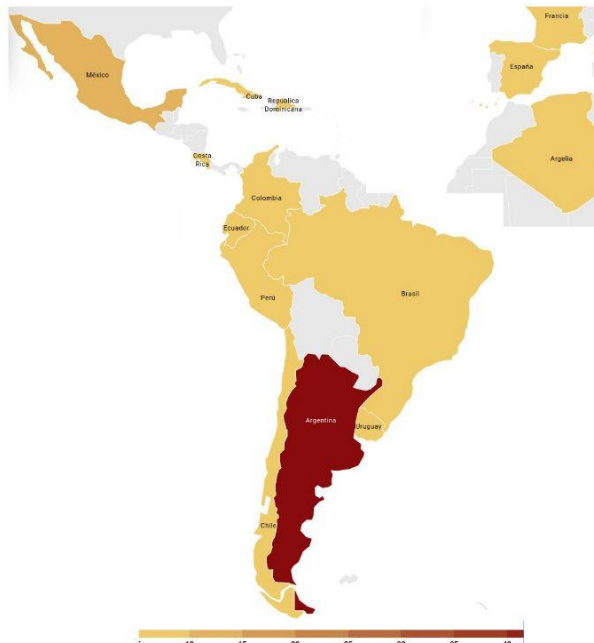 Francia
España
México
Cuba
República
Dominicana
Argelia
Costa
Rica
Colombia
Ecuador
Perú
Brasil
Argentina
Uruguay
Chile